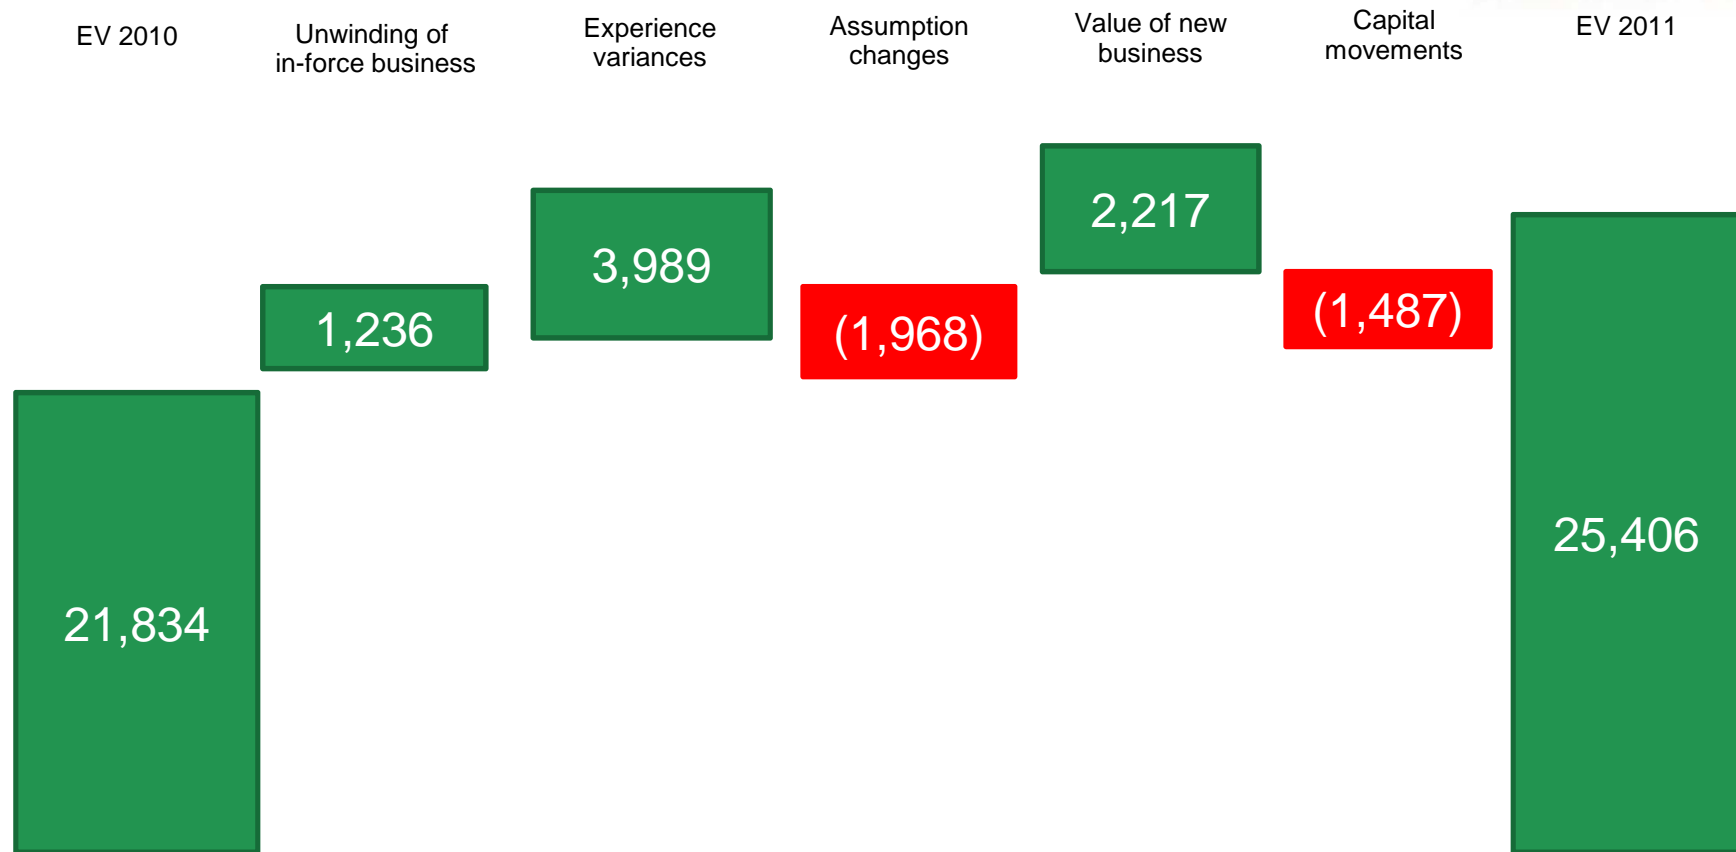 EV 2010
Unwinding of
in-force business
Experience
variances
Assumption
changes
Value of new
business
Capital
movements
EV 2011
21,834
1,236
3,989
(1,968)
2,217
(1,487)
25,406